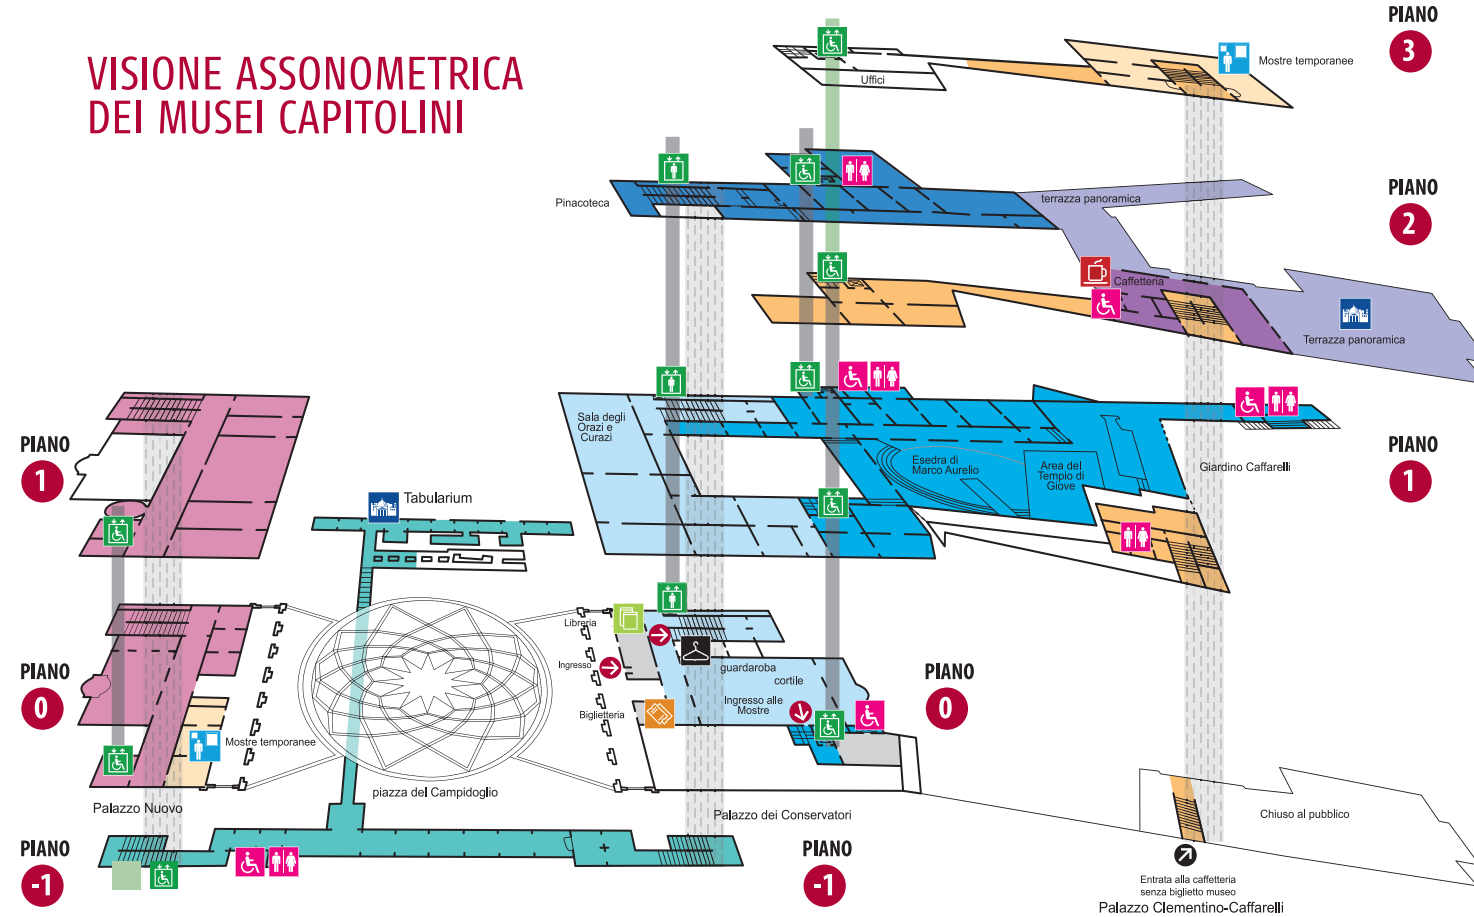 VISIONE ASSONOMETRICA
DEI MUSEI CAPITOLINI
PIANO
3
Uffici
Mostre temporanee
PIANO
2
Pinacoteca
terrazza panoramica
Caffetteria
Terrazza panoramica
PIANO
1
Sala degli
Orazi e
Curazi
Esedra di
Marco Aurelio
Area del
Tempio di
Giove
Giardino Caffarelli
PIANO
1
Tabularium
PIANO
0
Libreria
Ingresso
Biglietteria
guardaroba
cortile
Ingresso alle
Mostre
PIANO
0
Mostre temporanee
Palazzo Nuovo
piazza del Campidoglio
Palazzo dei Conservatori
Chiuso al pubblico
PIANO
-1
PIANO
-1
Entrata alla caffetteria
senza biglietto museo
Palazzo Clementino-Caffarelli